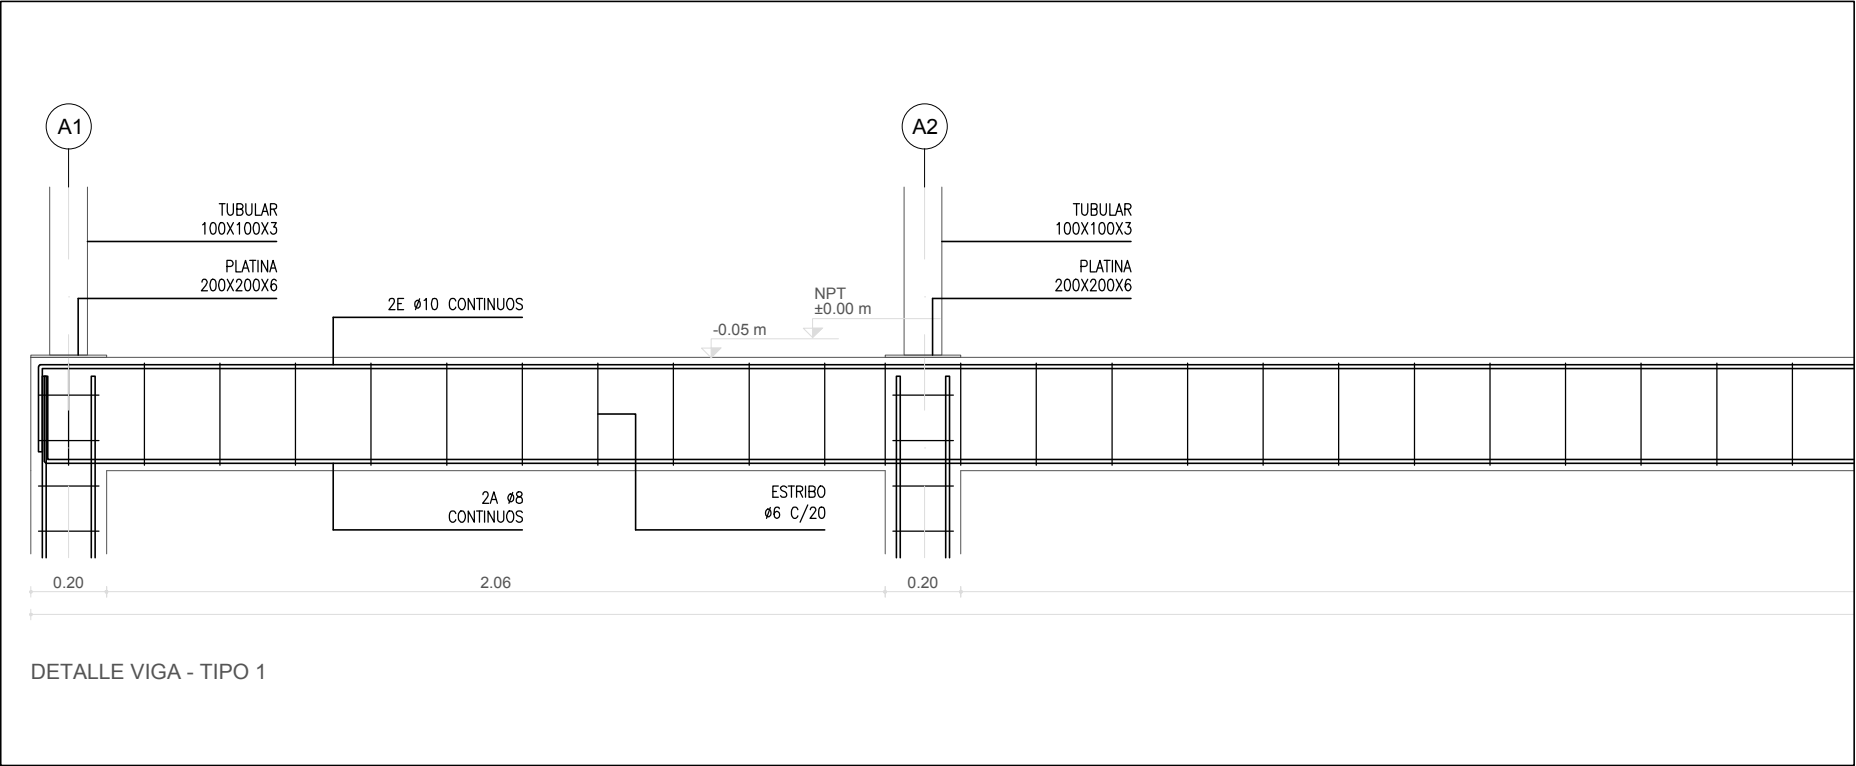 A1
A2
TUBULAR
100X100X3
TUBULAR
100X100X3
PLATINA
200X200X6
PLATINA
200X200X6
2E ø10 CONTINUOS
NPT
±0.00 m
-0.05 m
2A ø8
CONTINUOS
ESTRIBO
ø6 C/20
0.20
2.06
0.20
DETALLE VIGA - TIPO 1